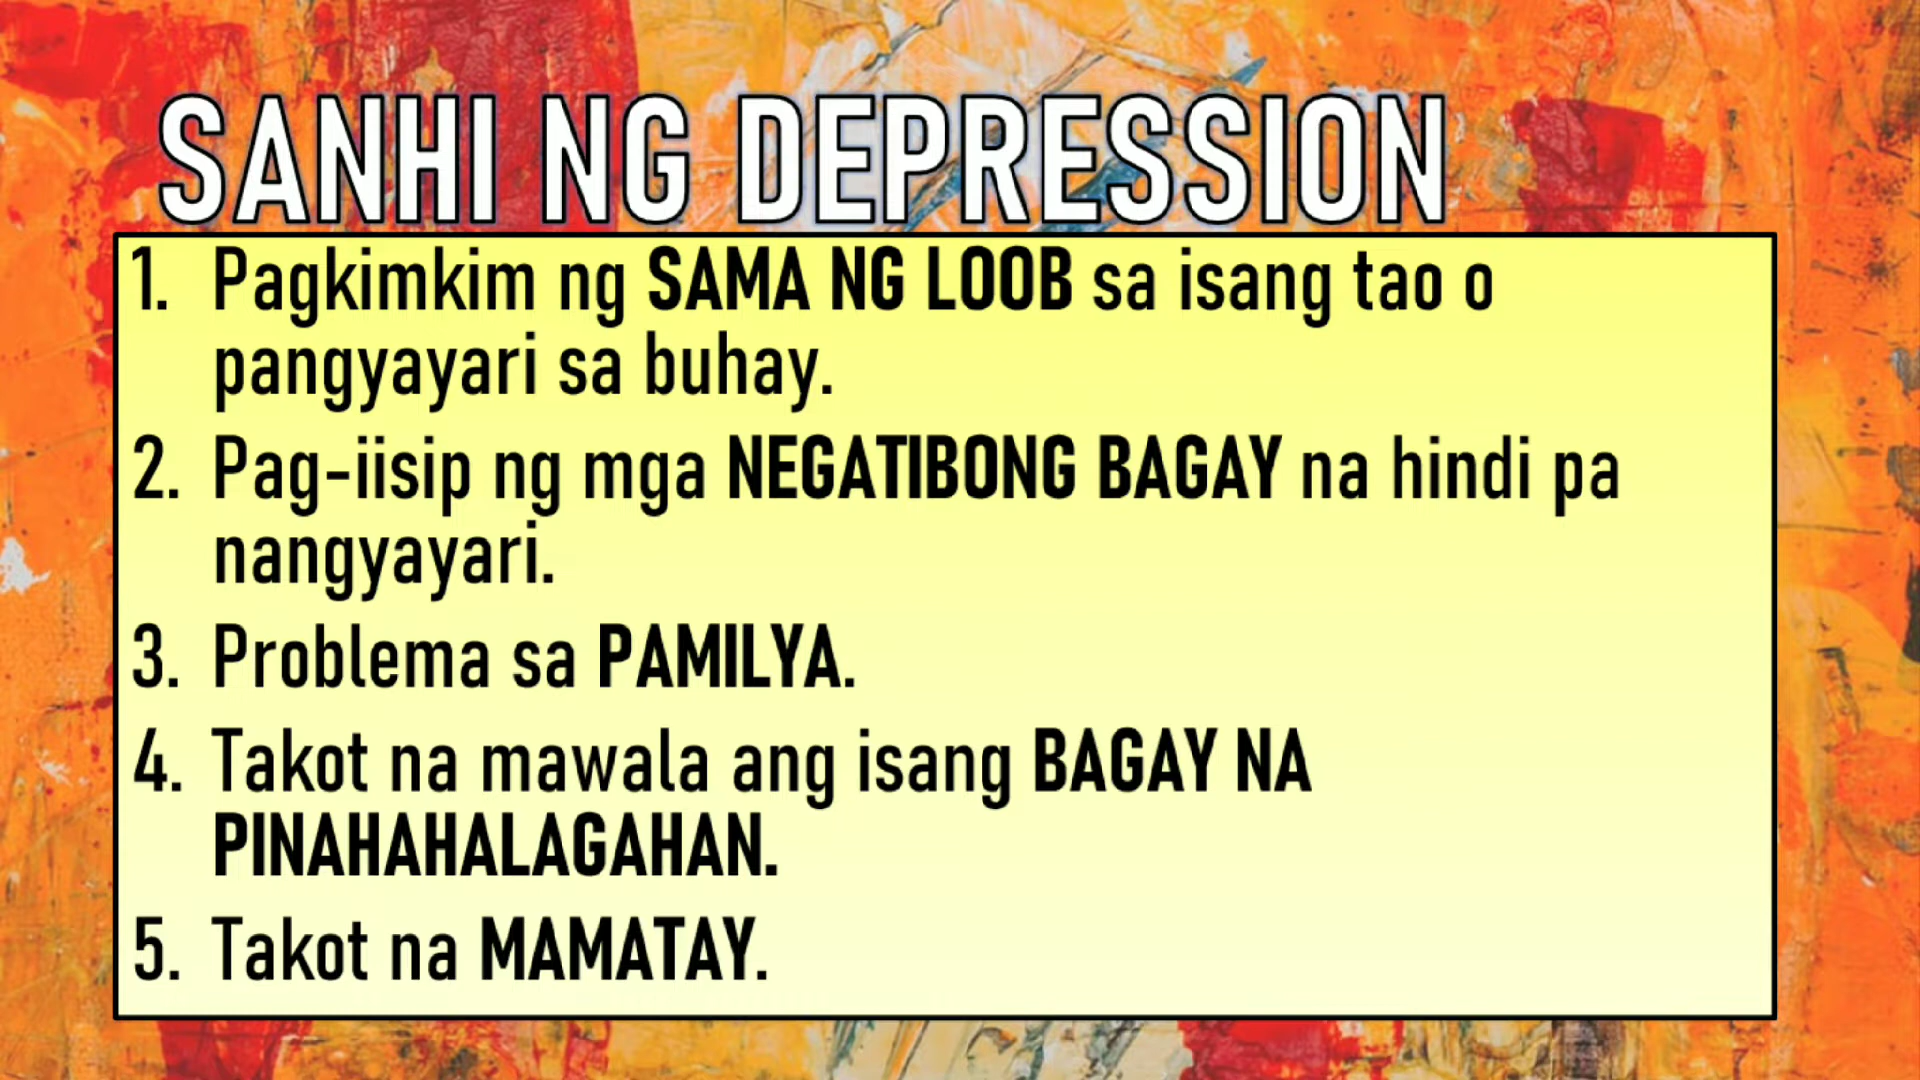 SANHI NG DEPRESSION
1. Pagkimkim ng SAMA NG LOOB sa isang tao o
pangyayari sa buhay.
2. Pag-iisip ng mga NEGATIBONG BAGAY na hindi pa
nangyayari.
3. Problema sa PAMILYA.
4. Takot na mawala ang isang BAGAY NA
PINAHAHALAGAHAN.
5. Takot na MAMATAY.